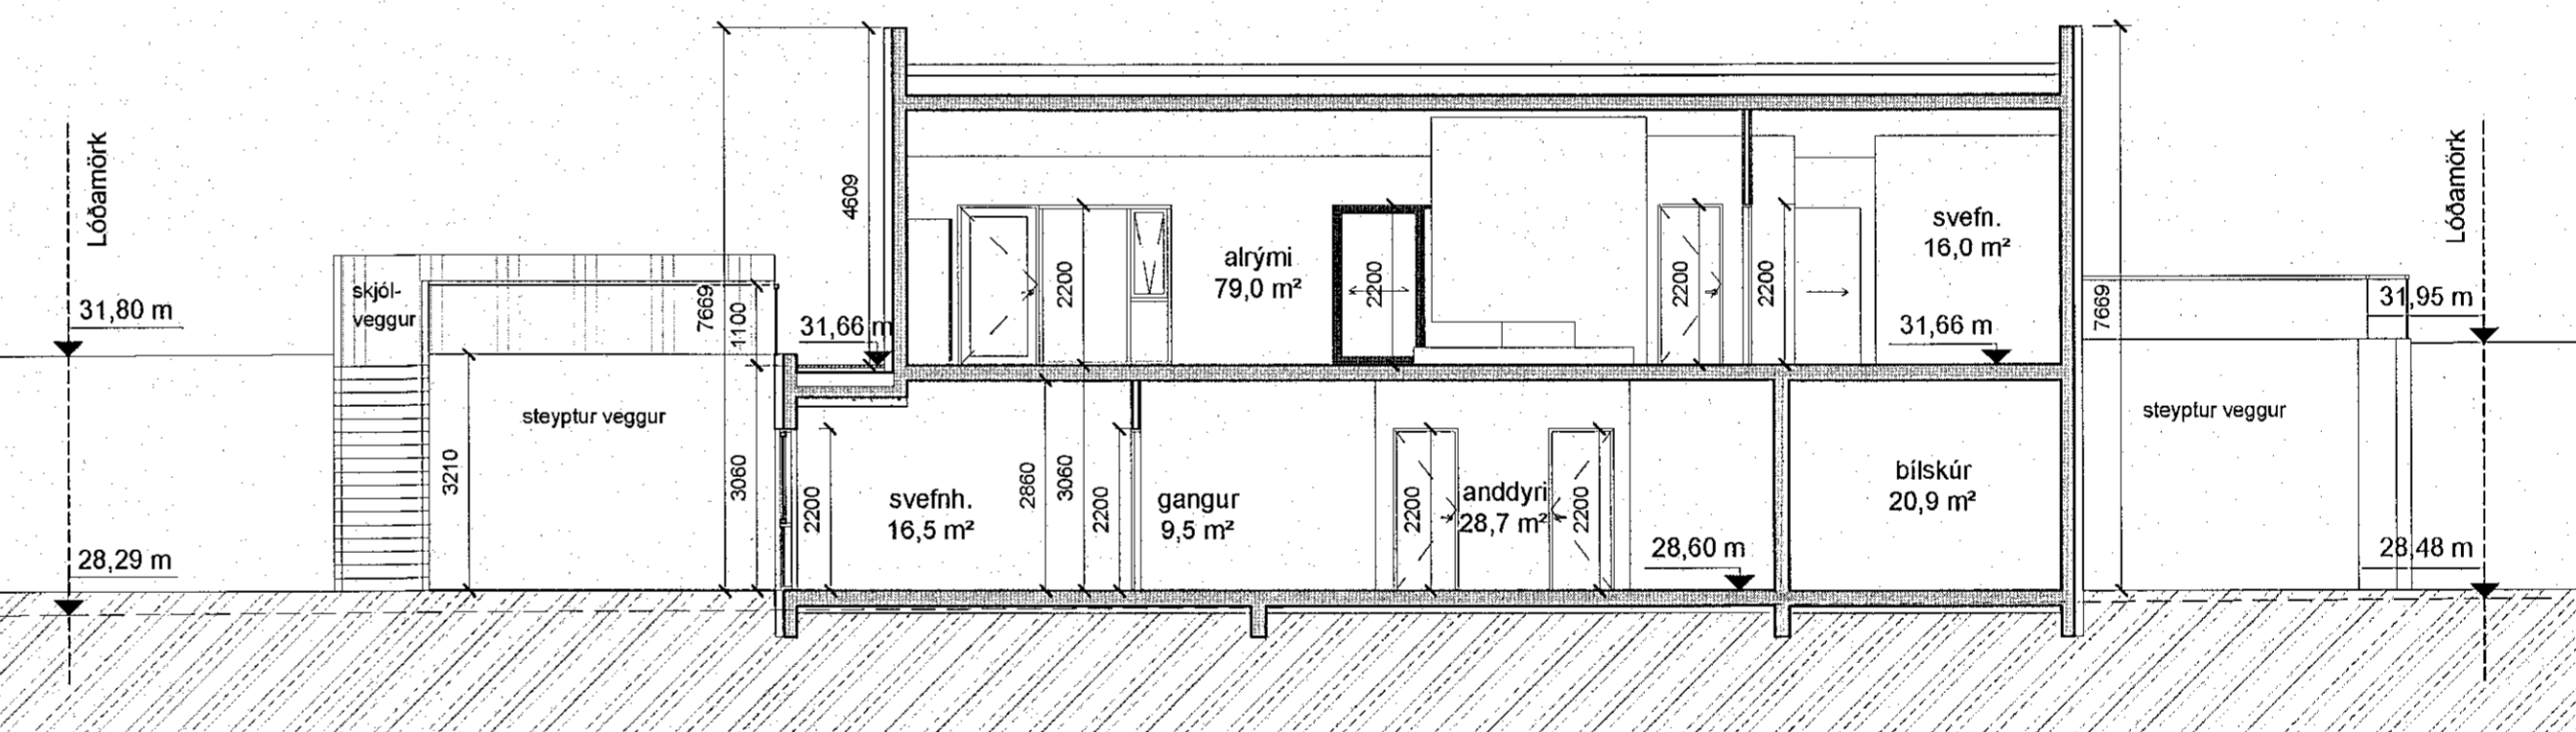 Lóðamörk
31,80 m
28,29 m
skjól-
veggur
steyptur veggur
3210
7669
1100
3060
4609
31,66 m
2200
alrými
79,0 m²
2200
2200
2200
2200
svefn.
16,0 m²
31,66 m
svefnh.
16,5 m²
2860
3060
2200
gangur
9,5 m²
2200
anddyri
28,7 m²
2200
28,60 m
bílskúr
20,9 m²
7669
steyptur veggur
Lóðamörk
31,95 m
28,48 m